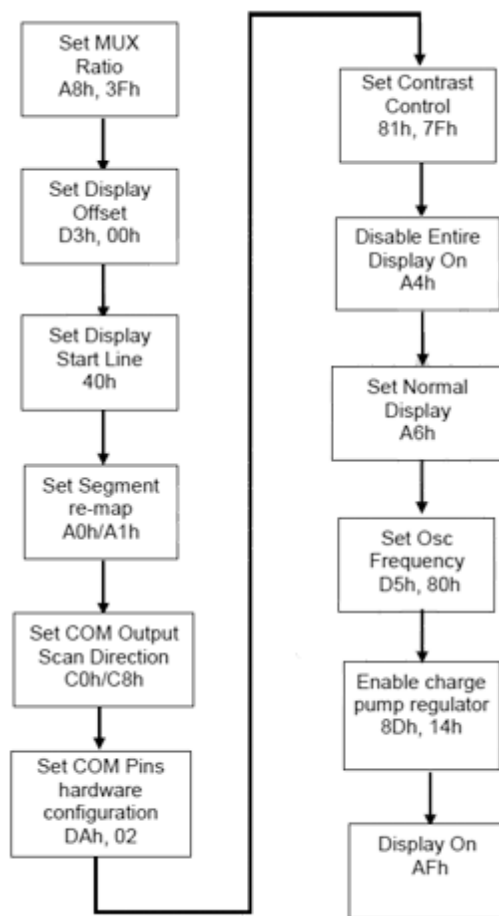 Set MUX
Ratio
A8h, 3Fh
Set Display
Offset
D3h, 00h
Set Display
Start Line
40h
Set Segment
re-map
A0h/A1h
Set COM Output
Scan Direction
C0h/C8h
Set COM Pins
hardware
configuration
DAh, 02
Set Contrast
Control
81h, 7Fh
Disable Entire
Display On
A4h
Set Normal
Display
A6h
Set Osc
Frequency
D5h, 80h
Enable charge
pump regulator
8Dh, 14h
Display On
AFh